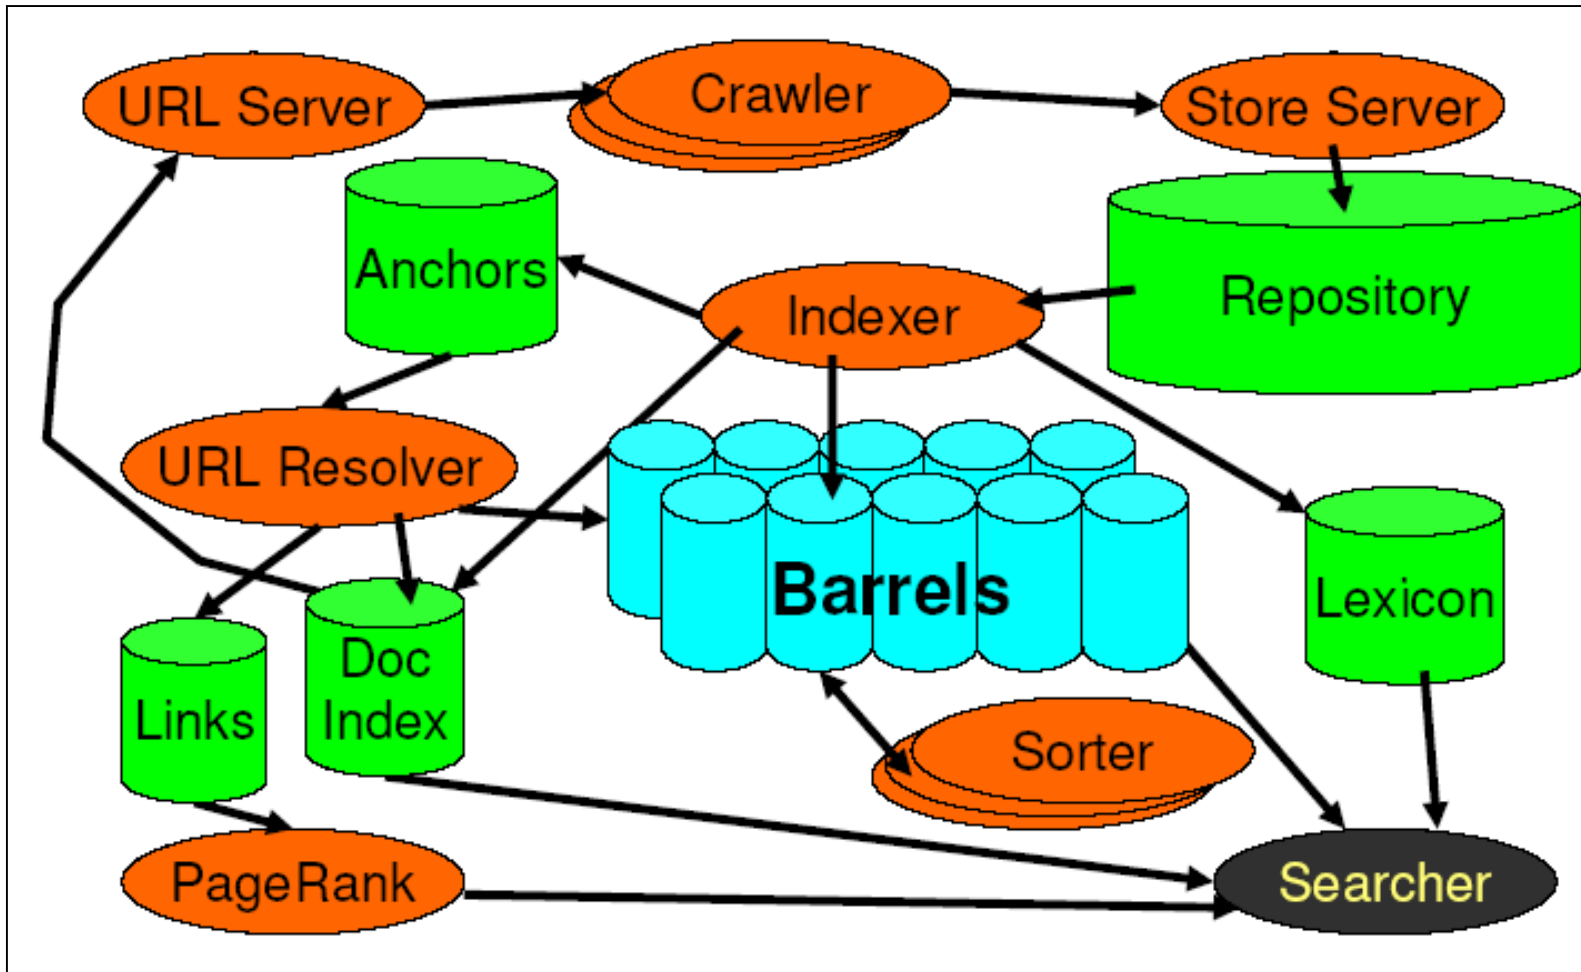 URL Server
Crawler
Store Server
Anchors
Indexer
Repository
URL Resolver
Barrels
Lexicon
Links
Doc
Index
Sorter
PageRank
Searcher